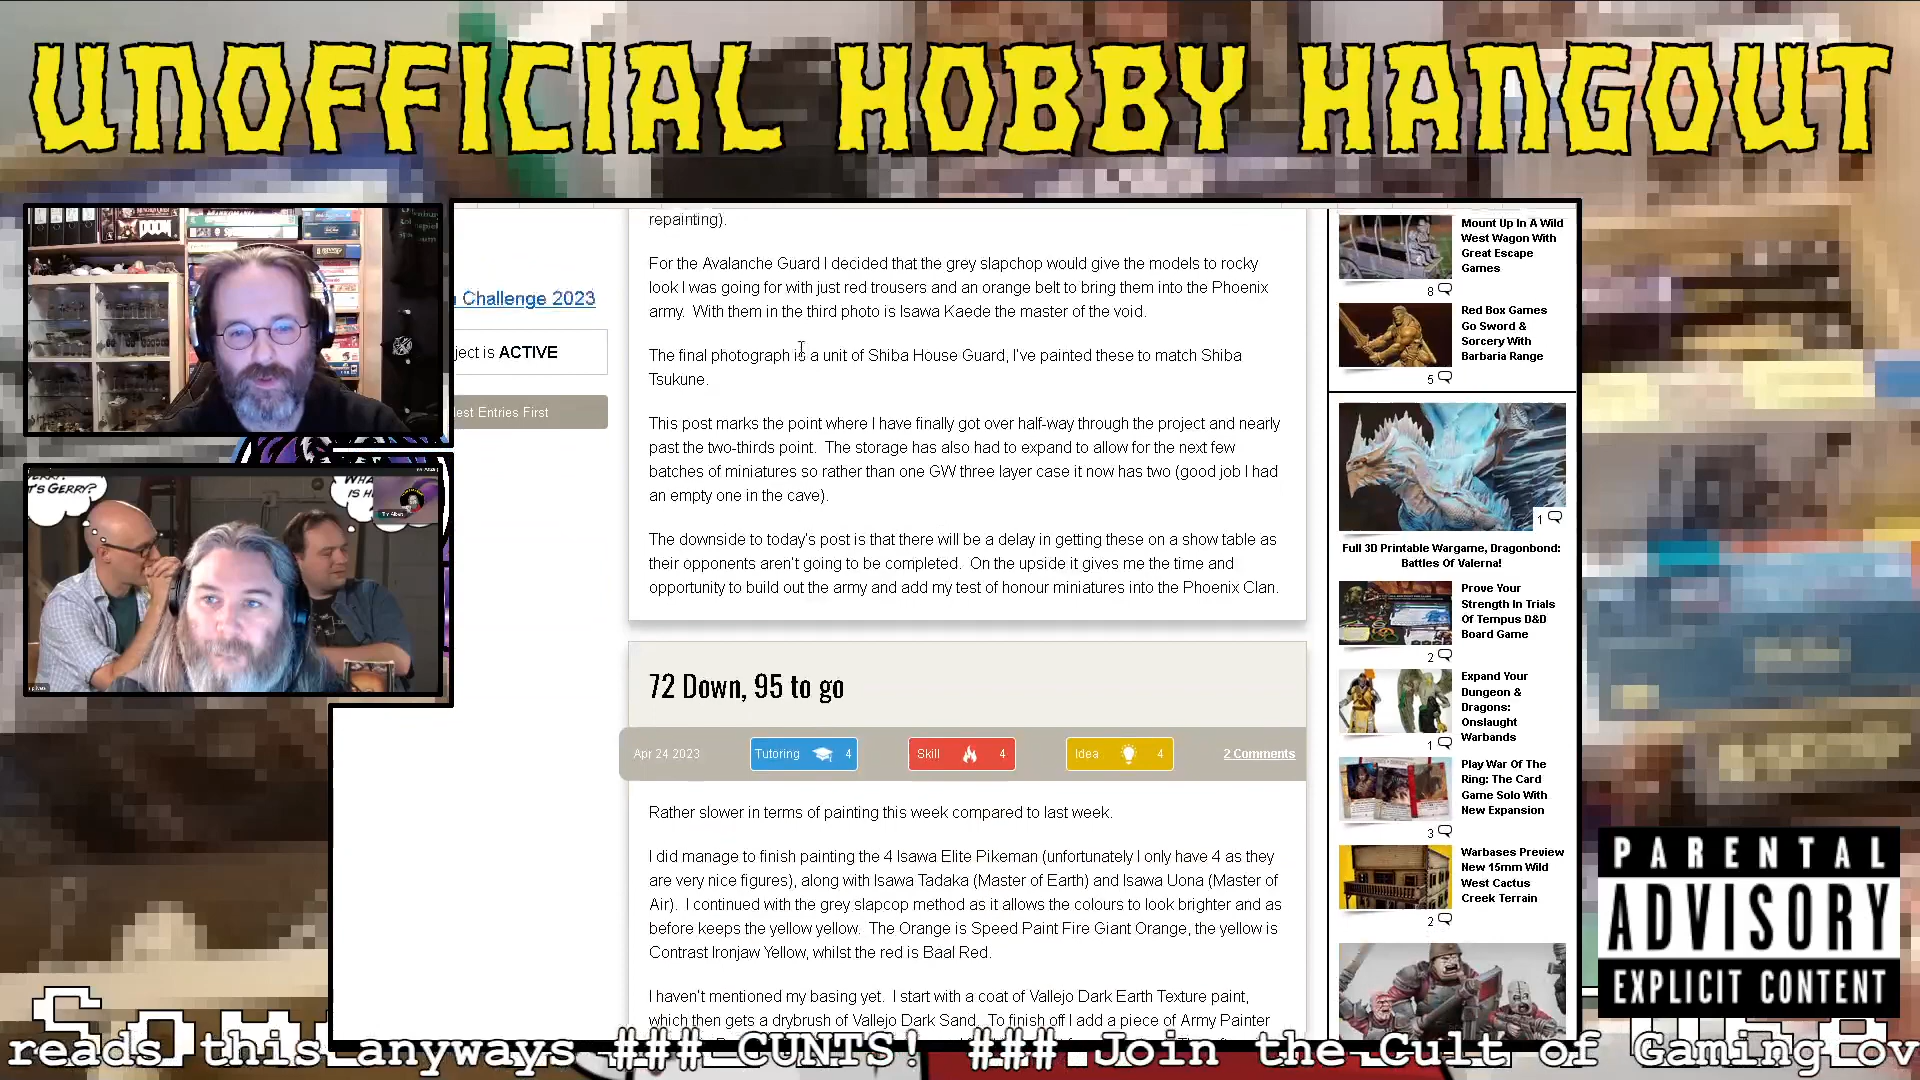 UNOFFICIAL HOBBY HANGOUT
DOOM
IT'S GERRY?
IS H
Tim Albers
Challenge 2023
ject is ACTIVE
est Entries First
repainting).
For the Avalanche Guard I decided that the grey slapchop would give the models to rocky
look I was going for with just red trousers and an orange belt to bring them into the Phoenix
army. With them in the third photo is Isawa Kaede the master of the void.
The final photograph is a unit of Shiba House Guard, I've painted these to match Shiba
Tsukune.
This post marks the point where I have finally got over half-way through the project and nearly
past the two-thirds point. The storage has also had to expand to allow for the next few
batches of miniatures so rather than one GW three layer case it now has two (good job I had
an empty one in the cave).
The downside to today's post is that there will be a delay in getting these on a show table as
their opponents aren't going to be completed. On the upside it gives me the time and
opportunity to build out the army and add my test of honour miniatures into the Phoenix Clan.
72 Down, 95 to go
Apr 24 2023 Tutoring 4 Skill 4 Idea 4 2 Comments
Rather slower in terms of painting this week compared to last week.
I did manage to finish painting the 4 Isawa Elite Pikeman (unfortunately I only have 4 as they
are very nice figures), along with Isawa Tadaka (Master of Earth) and Isawa Uona (Master of
Air). I continued with the grey slapcop method as it allows the colours to look brighter and as
before keeps the yellow yellow. The Orange is Speed Paint Fire Giant Orange, the yellow is
Contrast Ironjaw Yellow, whilst the red is Baal Red.
I haven't mentioned my basing yet. I start with a coat of Vallejo Dark Earth Texture paint,
which then gets a drybrush of Vallejo Dark Sand. To finish off I add a piece of Army Painter
Mount Up In A Wild
West Wagon With
Great Escape
Games
8
Red Box Games
Go Sword &
Sorcery With
Barbaria Range
5
1
Full 3D Printable Wargame, Dragonbond:
Battles Of Valerna!
Prove Your
Strength In Trials
Of Tempus D&D
Board Game
2
Expand Your
Dungeon &
Dragons:
Onslaught
Warbands
1
Play War Of The
Ring: The Card
Game Solo With
New Expansion
3
Warbases Preview
New 15mm Wild
West Cactus
Creek Terrain
2
PARENTAL
ADVISORY
EXPLICIT CONTENT
reads this anyways ### CUNTS! ### Join the Cult of Gaming ov